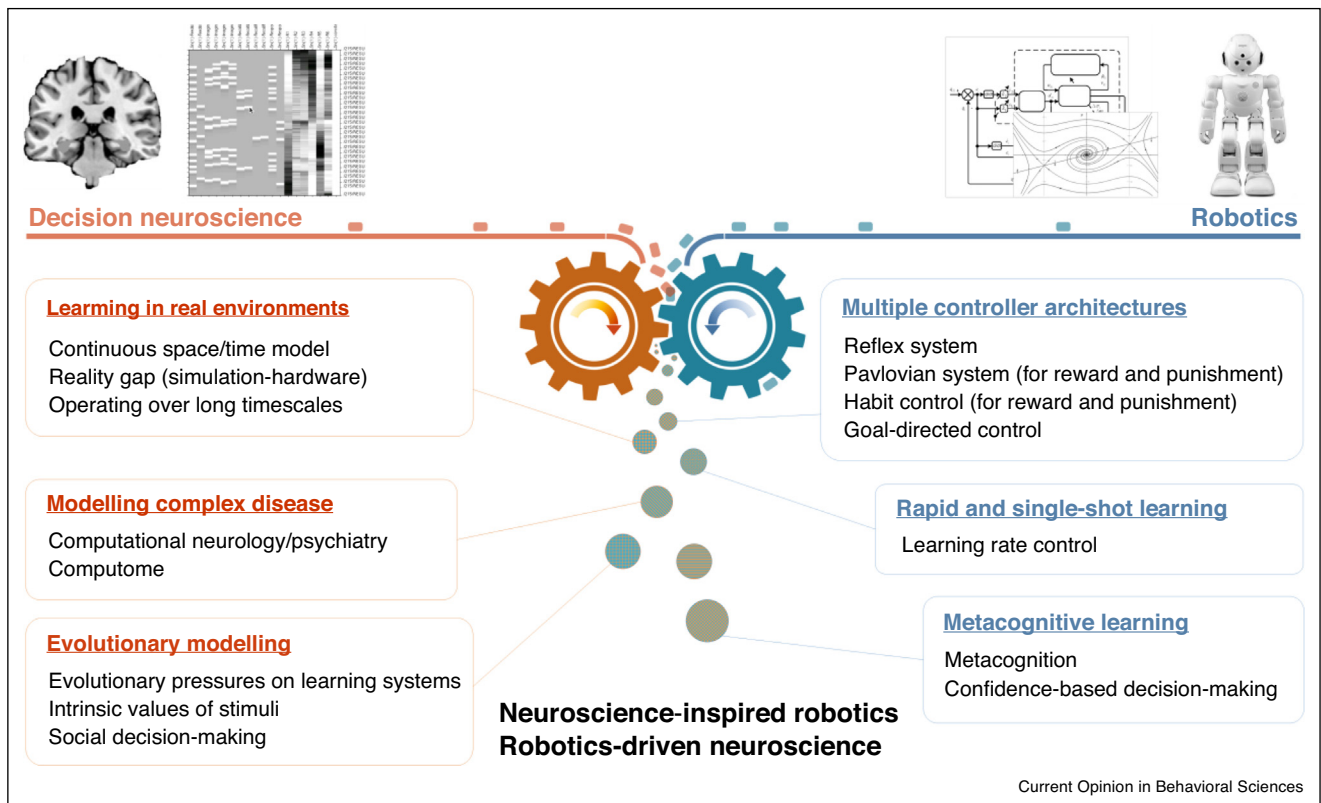 Decision neuroscience
Robotics
Learning in real environments
Continuous space/time model
Reality gap (simulation-hardware)
Operating over long timescales
Modelling complex disease
Computational neurology/psychiatry
Computome
Evolutionary modelling
Evolutionary pressures on learning systems
Intrinsic values of stimuli
Social decision-making
Multiple controller architectures
Reflex system
Pavlovian system (for reward and punishment)
Habit control (for reward and punishment)
Goal-directed control
Rapid and single-shot learning
Learning rate control
Metacognitive learning
Metacognition
Confidence-based decision-making
Neuroscience-inspired robotics
Robotics-driven neuroscience
Current Opinion in Behavioral Sciences